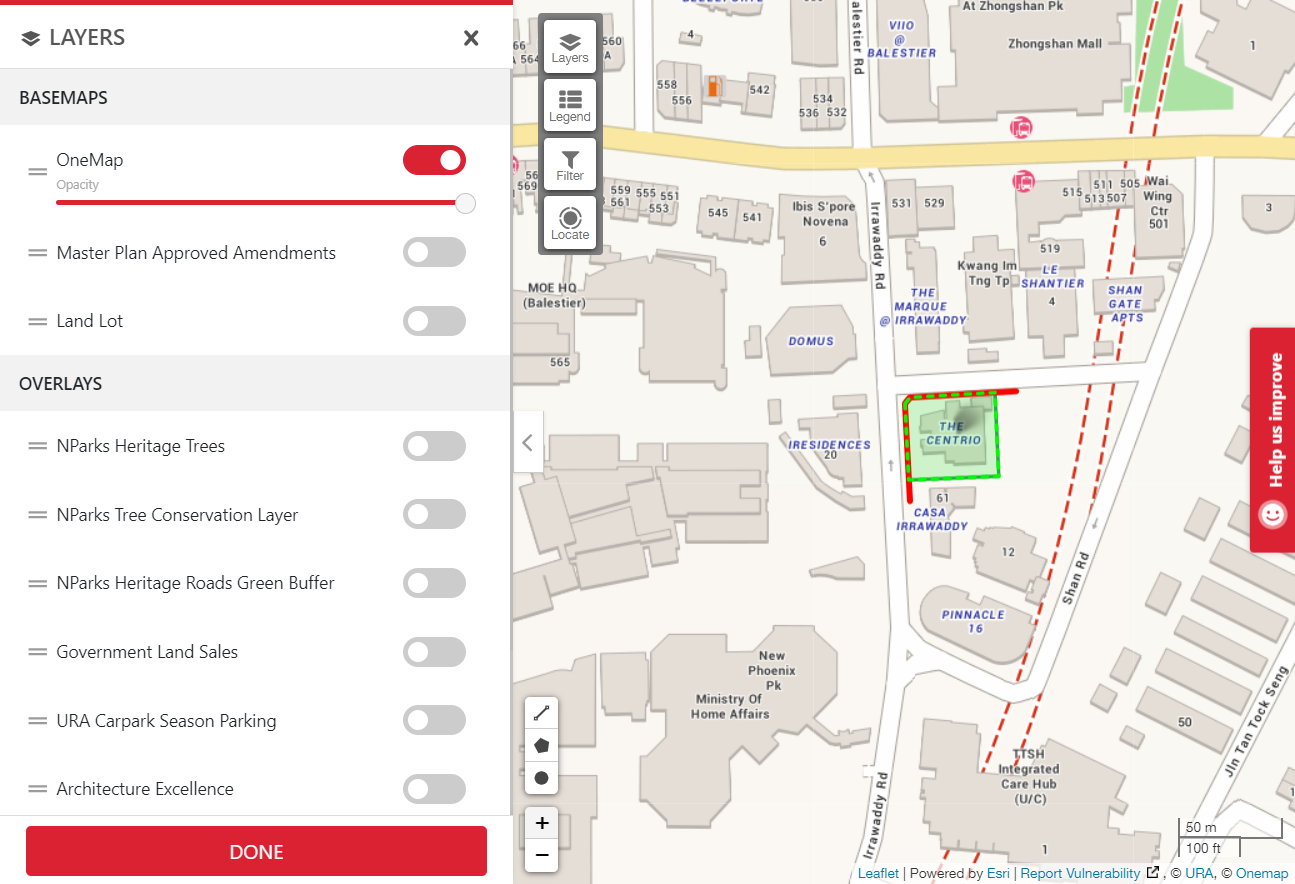 LAYERS
BASEMAPS
OneMap
Opacity
Master Plan Approved Amendments
Land Lot
OVERLAYS
NParks Heritage Trees
NParks Tree Conservation Layer
NParks Heritage Roads Green Buffer
Government Land Sales
URA Carpark Season Parking
Architecture Excellence
DONE
Layers
Legend
Filter
Locate
4
558
556
542
534
536 532
Balestier Rd
VIIO
@
BALESTIER
At Zhongshan Pk
Zhongshan Mall
1
560
564
569
559 555 551
561
553
545
541
Ibis S'pore
Novena
6
531
529
Irrawaddy Rd
515
511 505
513 507
Wai
Wing
Ctr
501
3
519
Kwang Im
Tng Tp
LE
SHANTIER
4
SHAN
GATE
APTS
THE
MARQUE
@ IRRAWADDY
MOE HQ
(Balestier)
565
DOMUS
THE
CENTRIO
IRESIDENCES
20
61
CASA
IRRAWADDY
12
PINNACLE
16
Shan Rd
New
Phoenix
Pk
Ministry Of
Home Affairs
50
Jln Tan Tock Seng
TTSH
Integrated
Care Hub
(U/C)
1
Irrawaddy Rd
1
Help us improve
+
−
50 m
100 ft
Leaflet | Powered by Esri | Report Vulnerability , © URA, © Onemap